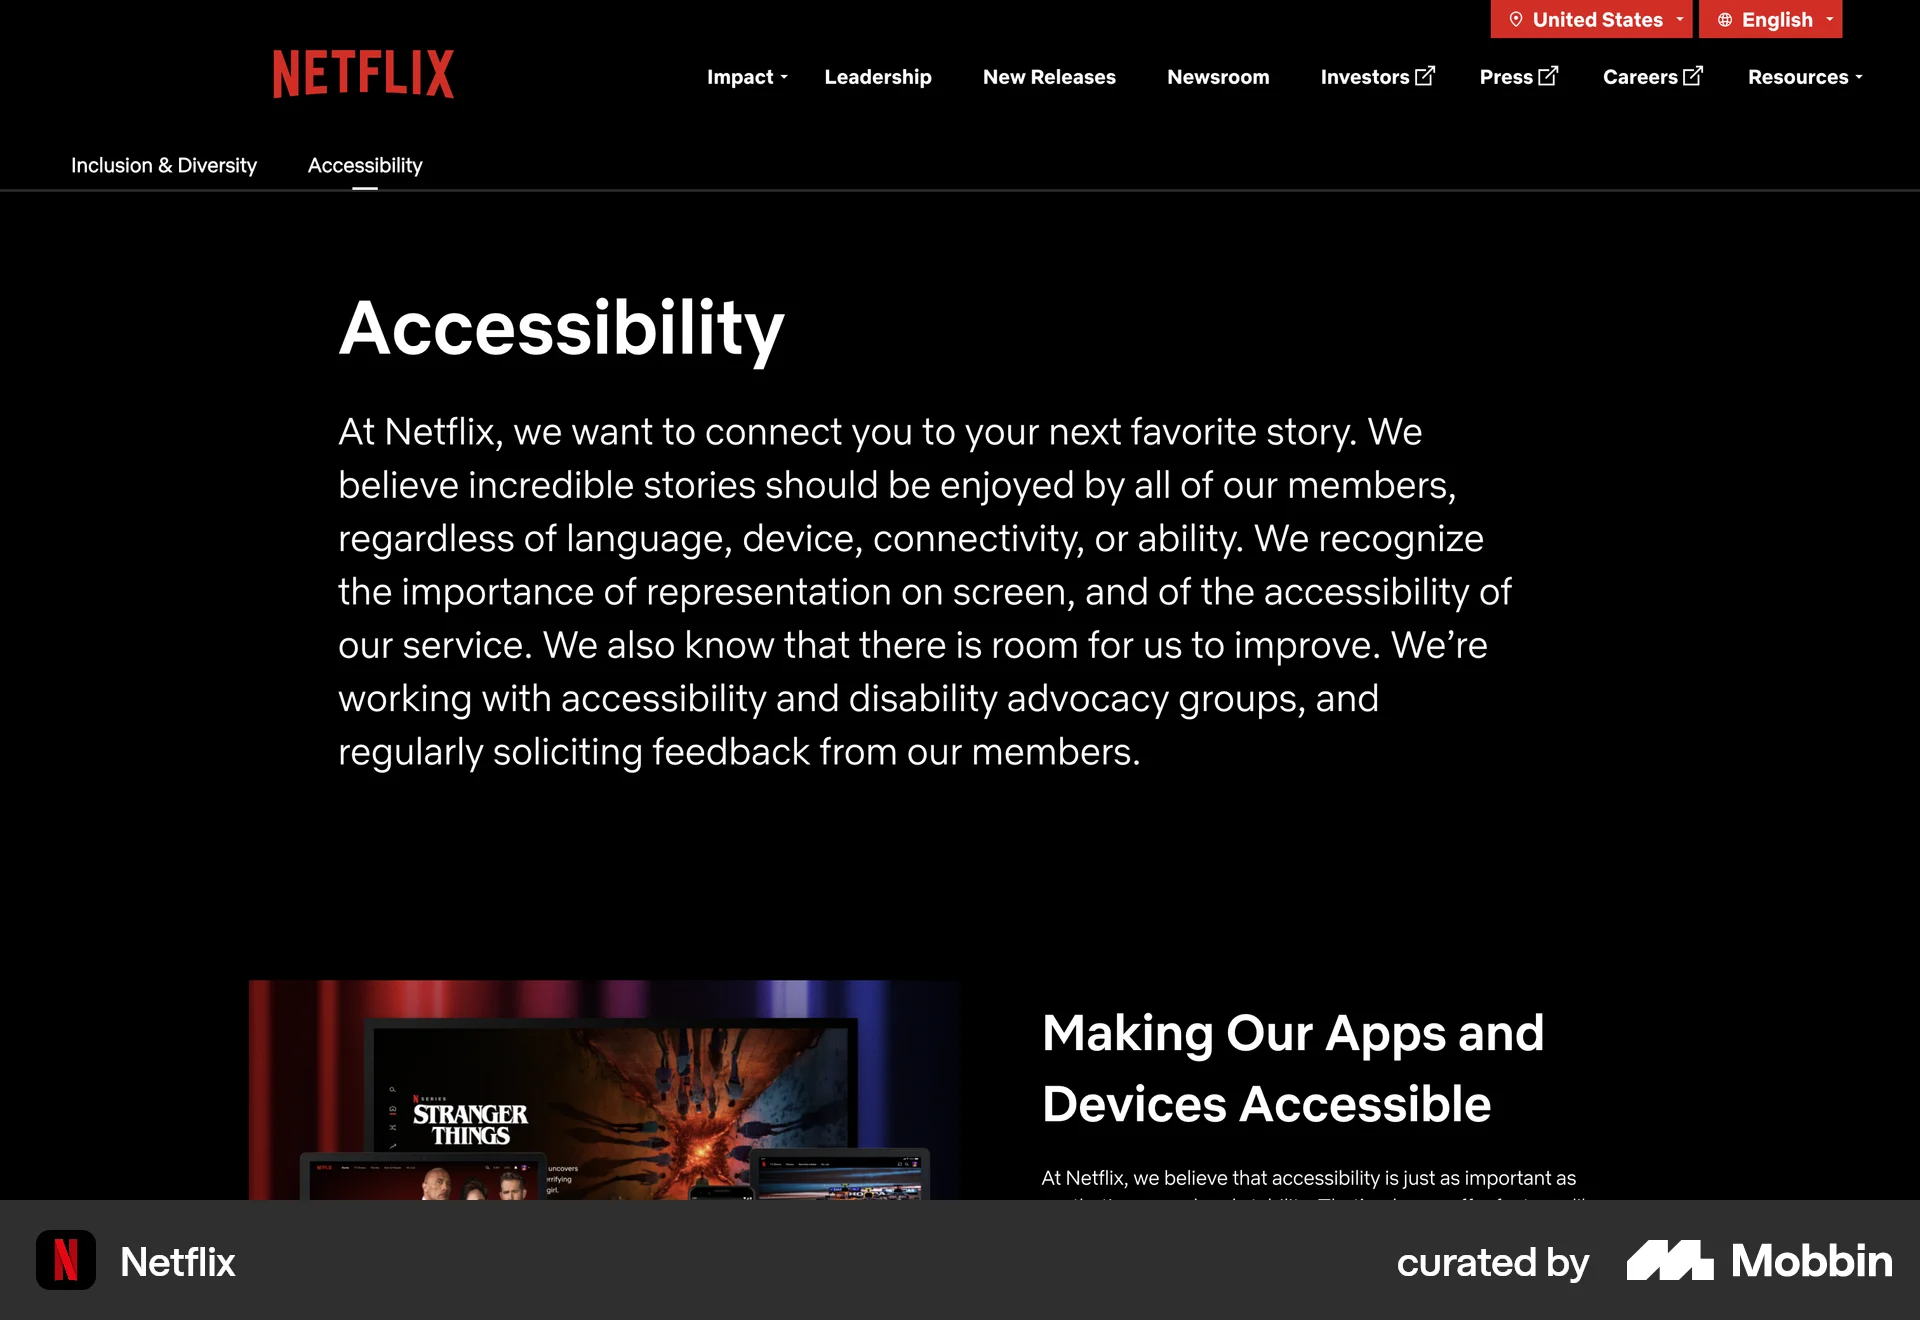 United States
English
NETFLIX
Impact
Leadership
New Releases
Newsroom
Investors
Press
Careers
Resources
Inclusion & Diversity
Accessibility
Accessibility
At Netflix, we want to connect you to your next favorite story. We
believe incredible stories should be enjoyed by all of our members,
regardless of language, device, connectivity, or ability. We recognize
the importance of representation on screen, and of the accessibility of
our service. We also know that there is room for us to improve. We’re
working with accessibility and disability advocacy groups, and
regularly soliciting feedback from our members.
N SERIES
STRANGER
THINGS
uncovers
girl.
Making Our Apps and
Devices Accessible
At Netflix, we believe that accessibility is just as important as
Netflix
curated by
Mobbin